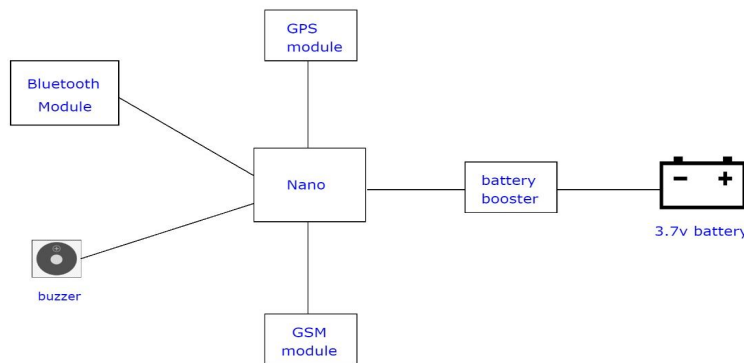 GPS
module
Bluetooth
Module
Nano
battery
booster
3.7v battery
buzzer
GSM
module